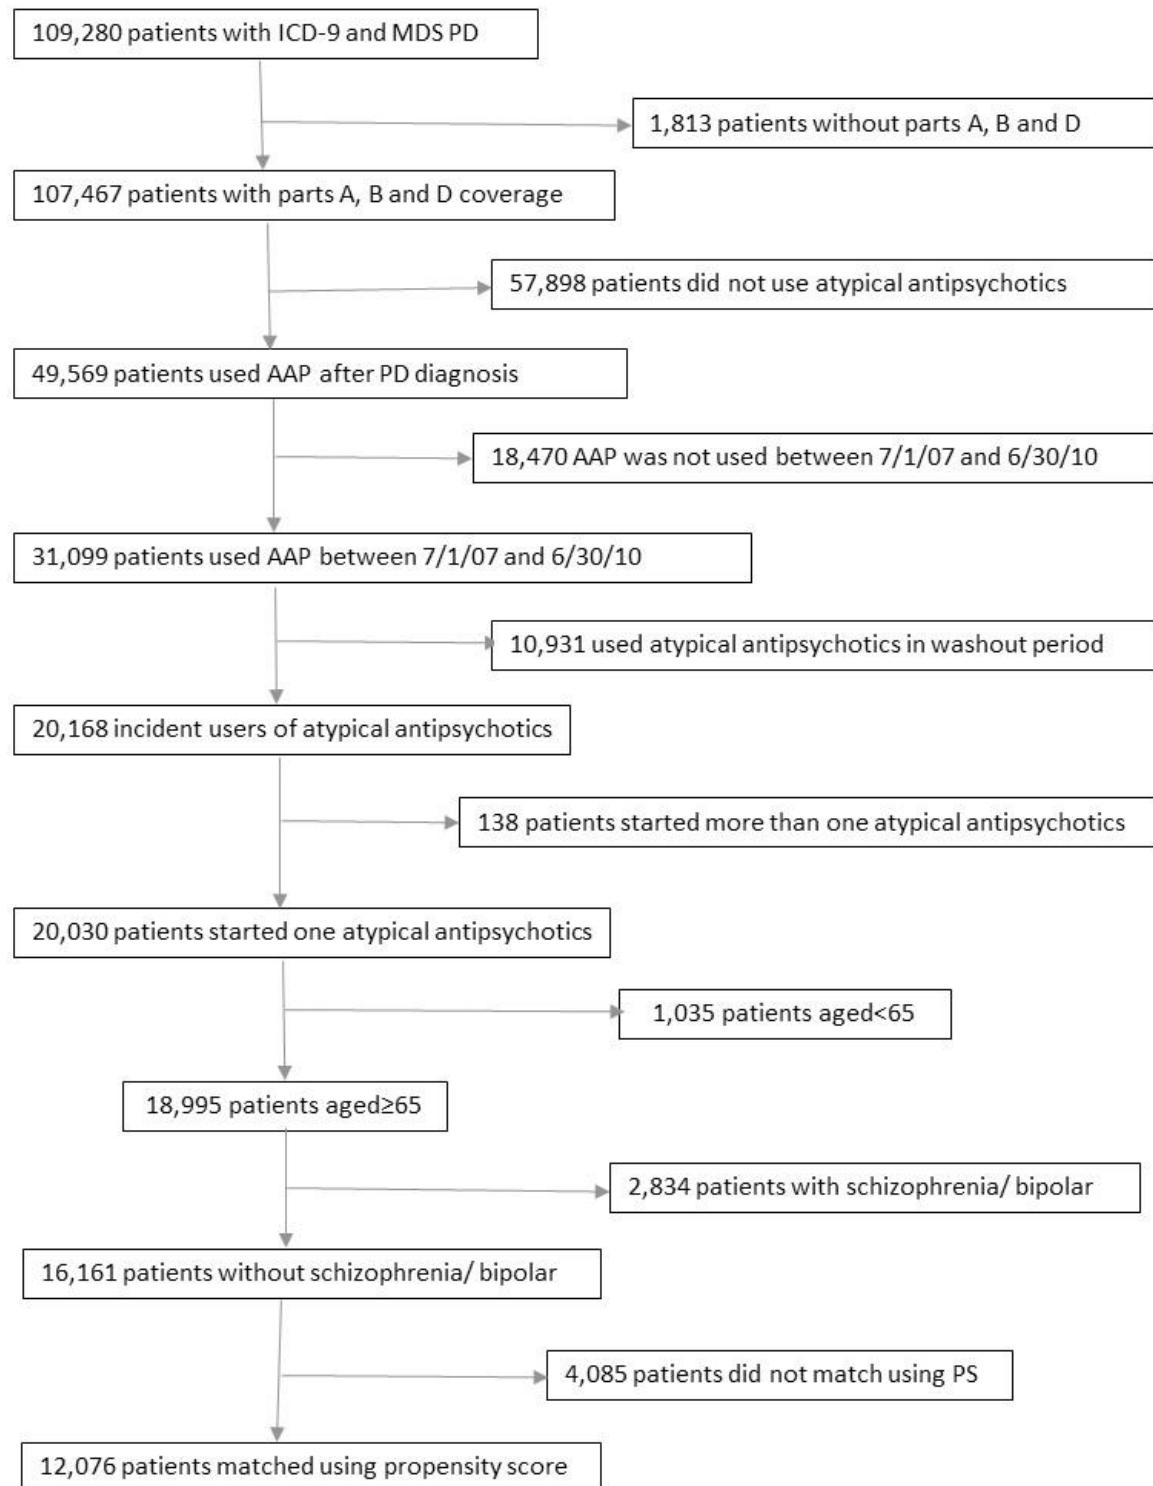 109,280 patients with ICD-9 and MDS PD
1,813 patients without parts A, B and D
107,467 patients with parts A, B and D coverage
57,898 patients did not use atypical antipsychotics
49,569 patients used AAP after PD diagnosis
18,470 AAP was not used between 7/1/07 and 6/30/10
31,099 patients used AAP between 7/1/07 and 6/30/10
10,931 used atypical antipsychotics in washout period
20,168 incident users of atypical antipsychotics
138 patients started more than one atypical antipsychotics
20,030 patients started one atypical antipsychotics
1,035 patients aged<65
18,995 patients aged≥65
2,834 patients with schizophrenia/ bipolar
16,161 patients without schizophrenia/ bipolar
4,085 patients did not match using PS
12,076 patients matched using propensity score